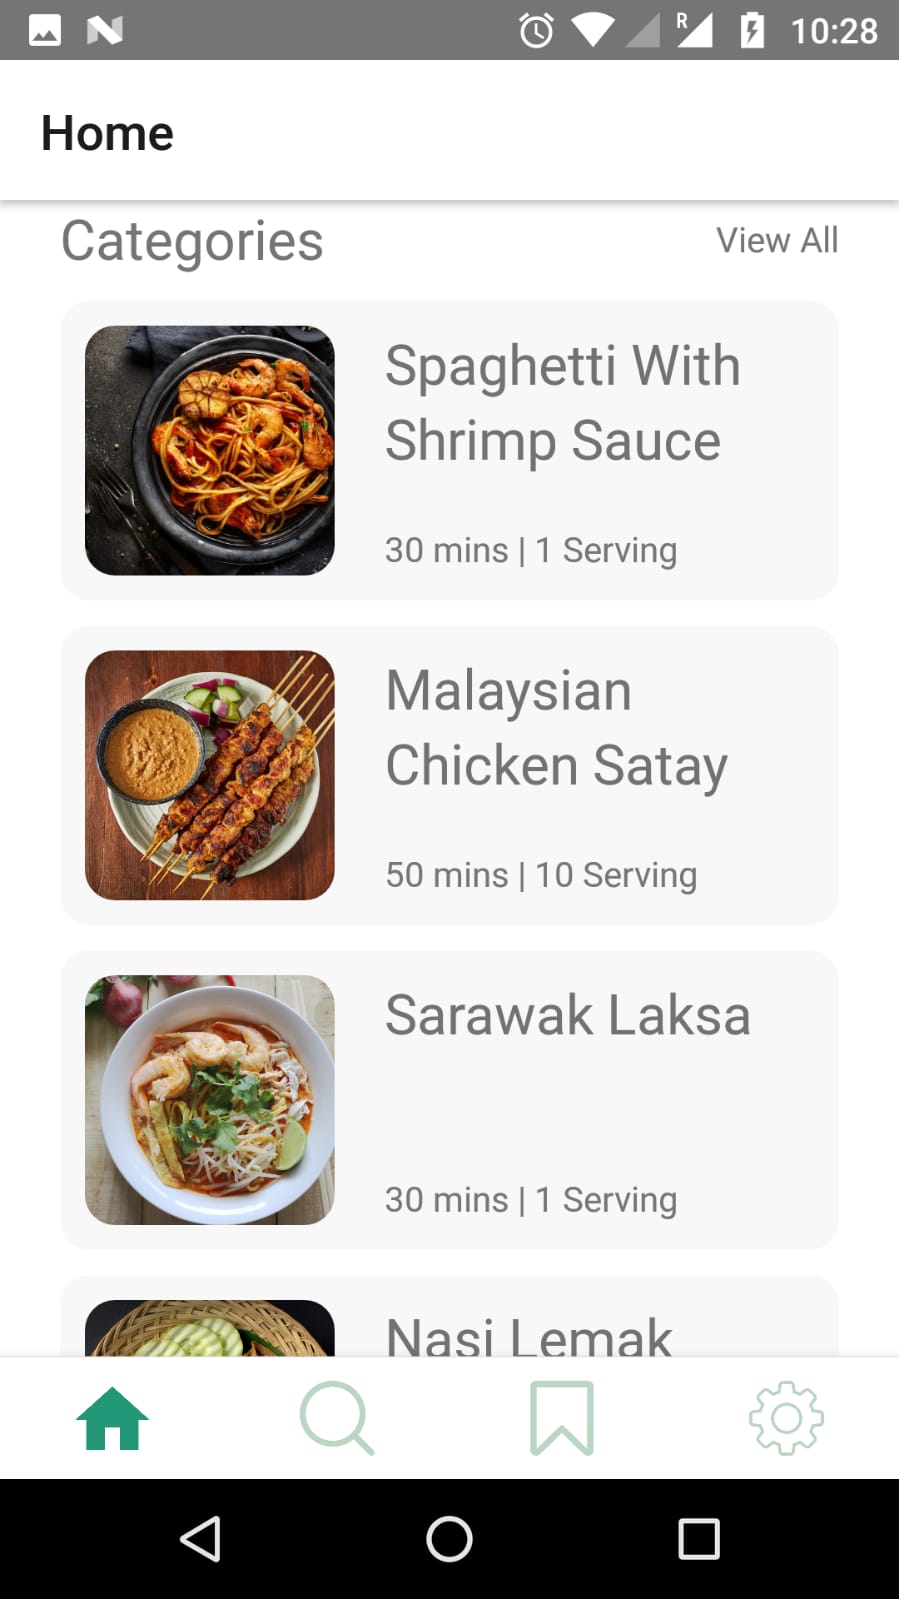 R
10:28
Home
Categories
View All
Spaghetti With
Shrimp Sauce
30 mins | 1 Serving
Malaysian
Chicken Satay
50 mins | 10 Serving
Sarawak Laksa
30 mins | 1 Serving
Nasi Lemak